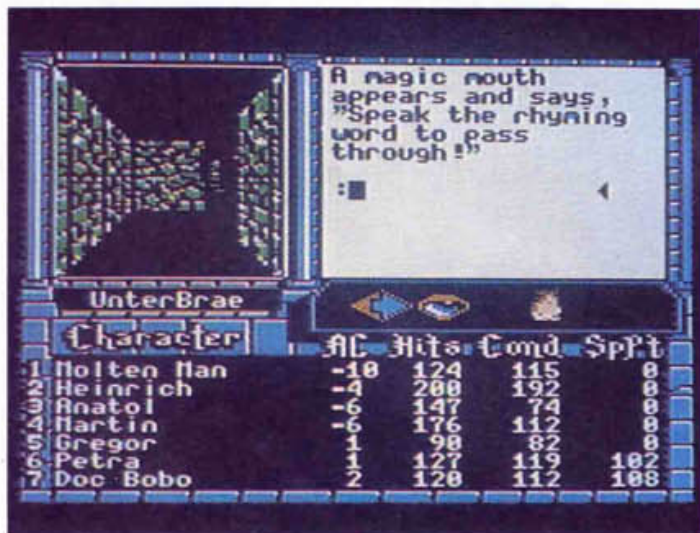 A magic mouth
appears and says,
"Speak the rhyming
word to pass
through!"
:
UnterBrae
Character AC Hits Cond SpPt
1 Molten Man -10 124 115 0
2 Heinrich -4 200 192 0
3 Anatol -6 147 74 0
4 Martin -6 176 112 0
5 Gregor 1 90 82 0
6 Petra 1 127 119 102
7 Doc Bobo 2 120 112 108